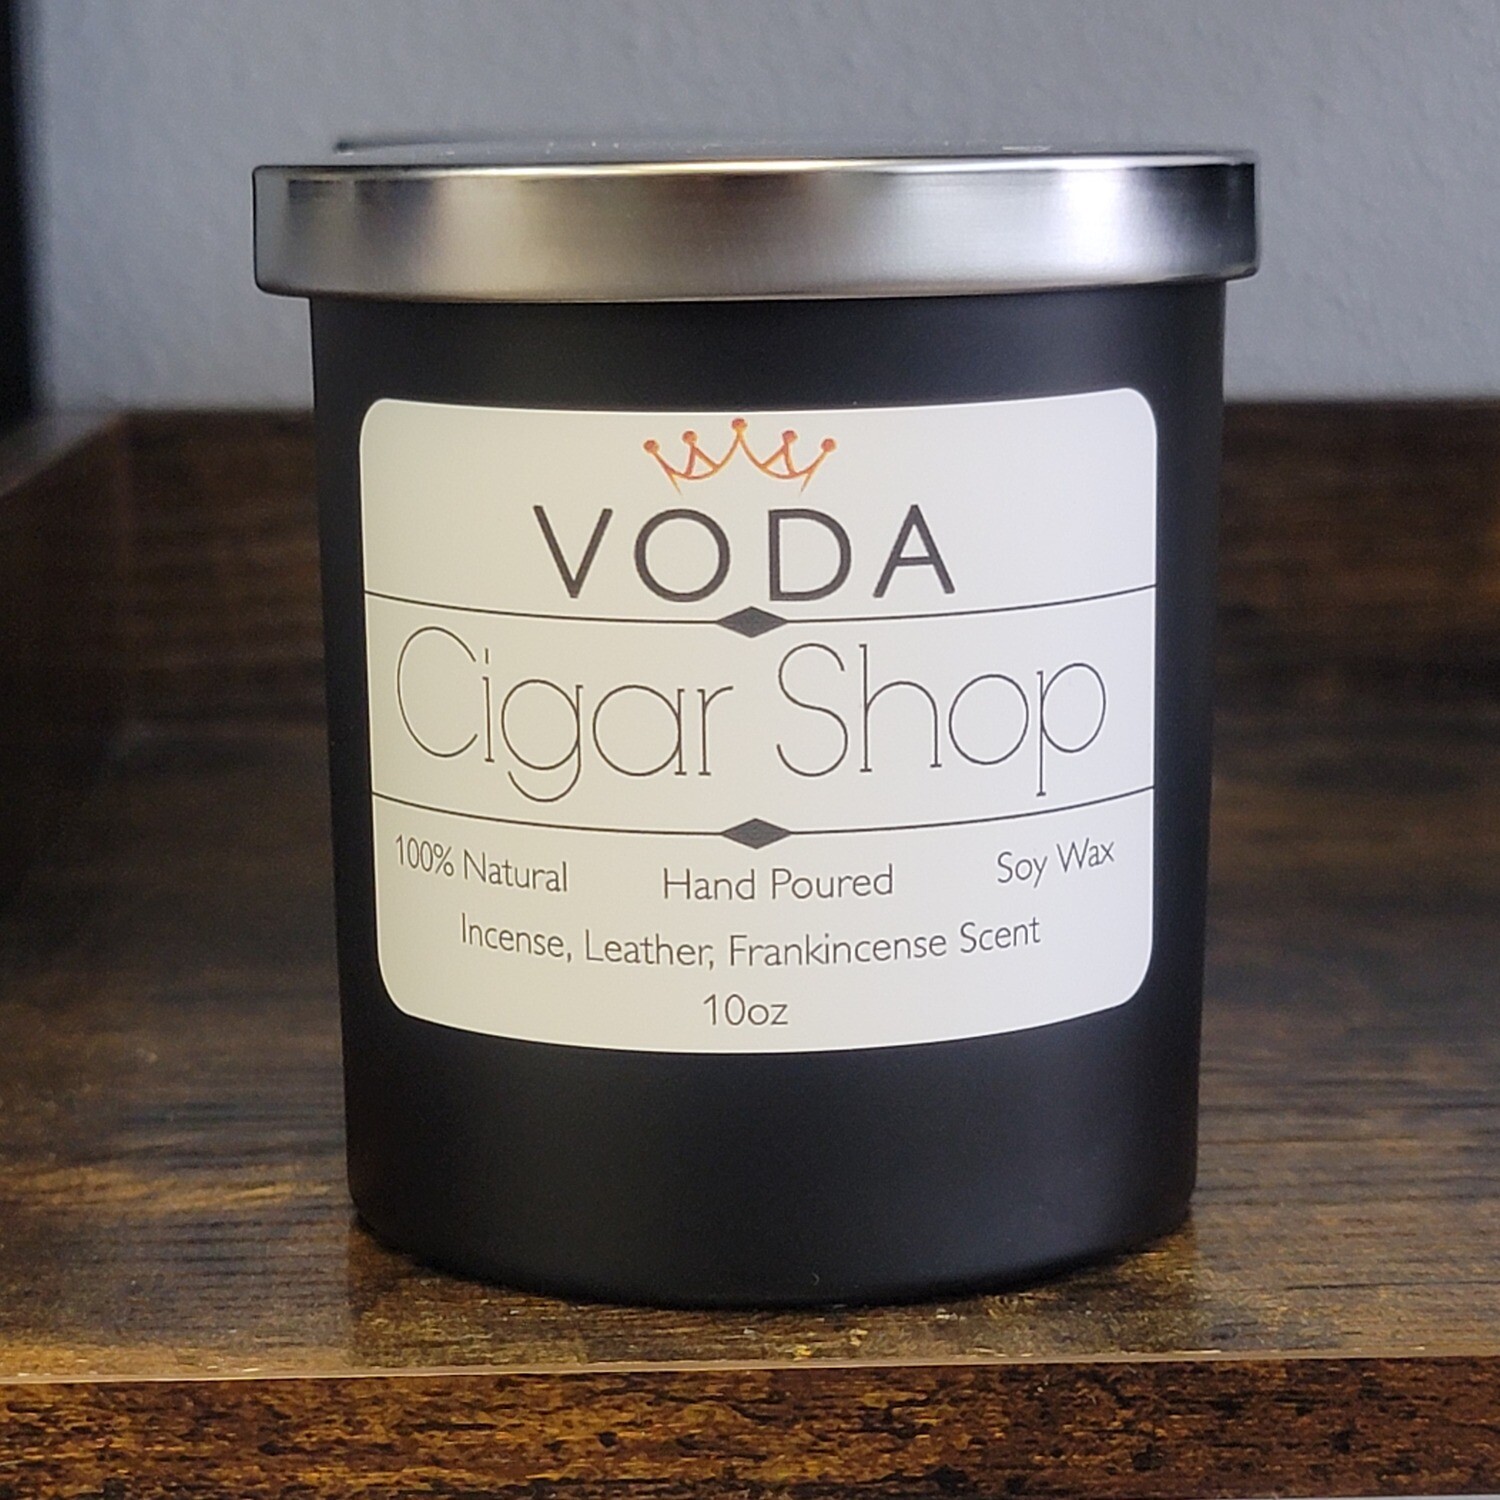 VODA
Cigar Shop
100% Natural Hand Poured Soy Wax
Incense, Leather, Frankincense Scent
10oz